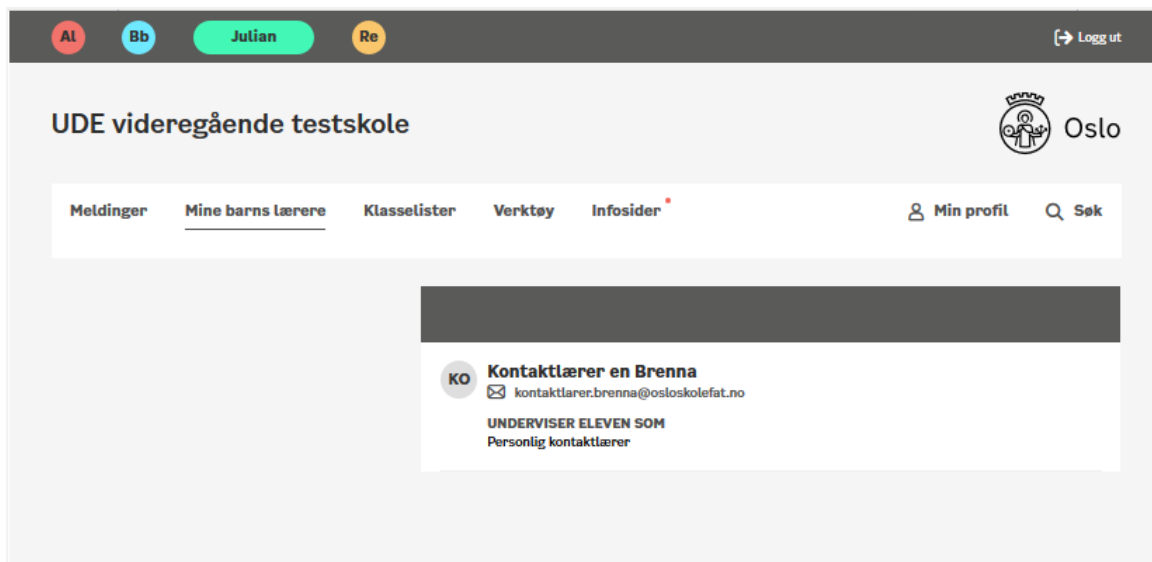 AL Bb Julian Re Logg ut
UDE videregående testskole
Oslo
Meldinger Mine barns lærere Klasselister Verktøy Infosider Min profil Søk
KO Kontaktlærer en Brenna
kontaktlarer.brenna@osloskolefat.no
UNDERVISER ELEVEN SOM
Personlig kontaktlærer